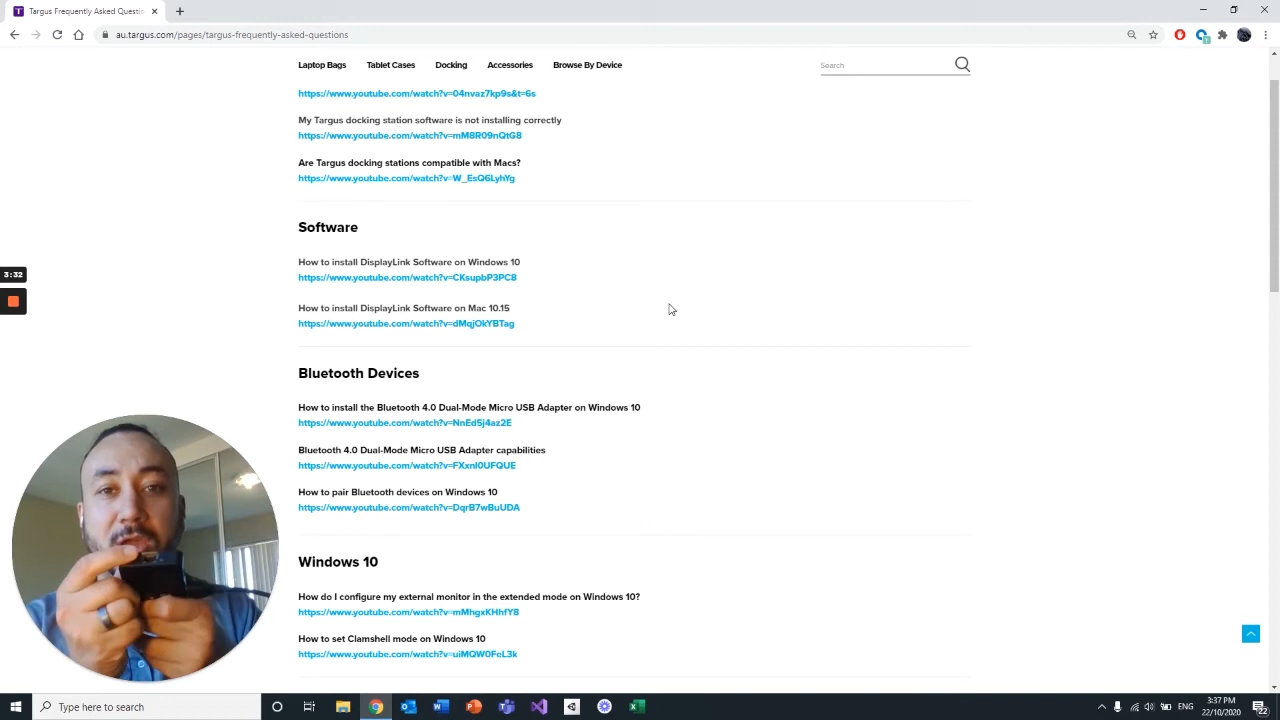 Targus Frequently Asked Question
au.targus.com/pages/targus-frequently-asked-questions
Laptop Bags Tablet Cases Docking Accessories Browse By Device Search
https://www.youtube.com/watch?v=04nvaz7kp9s&t=6s
My Targus docking station software is not installing correctly
https://www.youtube.com/watch?v=mM8R09nQtG8
Are Targus docking stations compatible with Macs?
https://www.youtube.com/watch?v=W_EsQ6LyhYg
Software
How to install DisplayLink Software on Windows 10
https://www.youtube.com/watch?v=CKsupbP3PC8
3:32
How to install DisplayLink Software on Mac 10.15
https://www.youtube.com/watch?v=dMqjOkYBTag
Bluetooth Devices
How to install the Bluetooth 4.0 Dual-Mode Micro USB Adapter on Windows 10
https://www.youtube.com/watch?v=NnEd5j4az2E
Bluetooth 4.0 Dual-Mode Micro USB Adapter capabilities
https://www.youtube.com/watch?v=FXxnI0UFQUE
How to pair Bluetooth devices on Windows 10
https://www.youtube.com/watch?v=DqrB7wBuUDA
Windows 10
How do I configure my external monitor in the extended mode on Windows 10?
https://www.youtube.com/watch?v=mMhgxKHhfY8
How to set Clamshell mode on Windows 10
https://www.youtube.com/watch?v=uiMQW0FeL3k
Type here to search
ENG
3:37 PM
22/10/2020